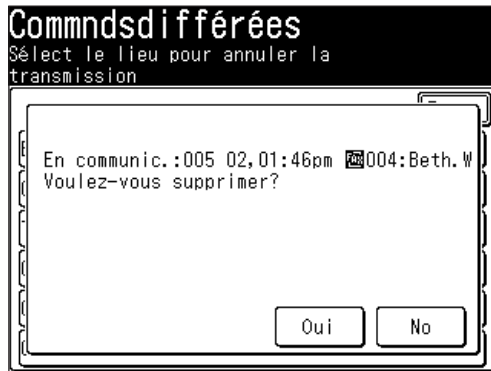 Commndsdifférées
Sélect le lieu pour annuler la
transmission
En communic.:005 02,01:46pm FAX004:Beth.W
Voulez-vous supprimer?
Oui
No